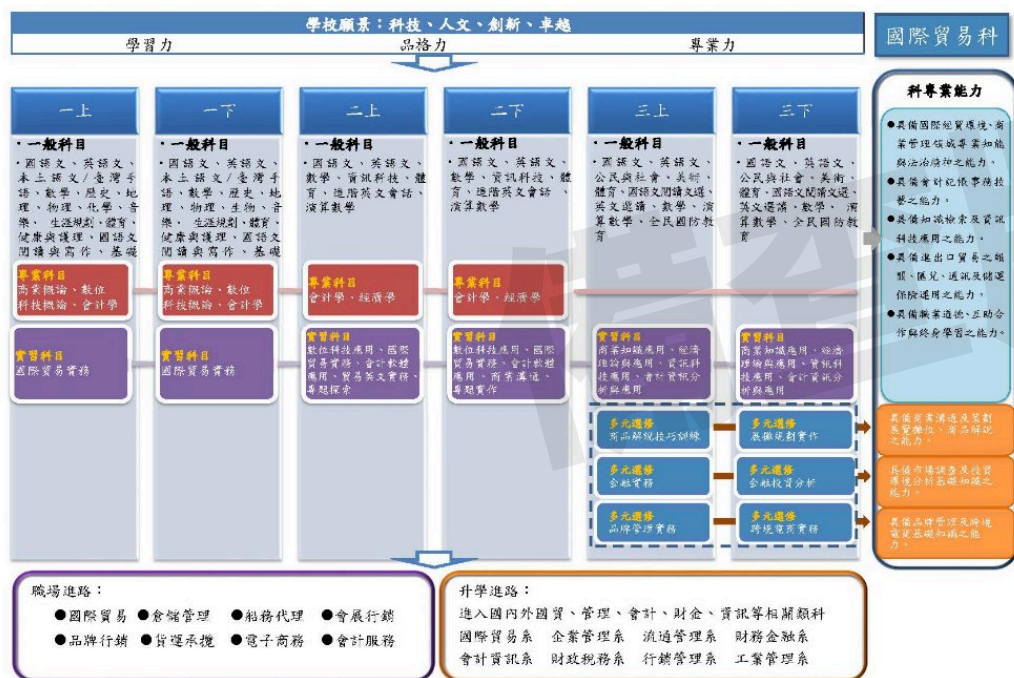 學校願景：科技、人文、創新、卓越
學習力
品格力
專業力
國際貿易科
一上
・一般科目
・國語文、英語文、
本土語文/臺灣手
語、數學、歷史、地
理、物理、化學、音
樂、生涯規劃、體育、
健康與護理、國語文
閱讀與寫作、基礎
專業科目
商業概論、數位
科技概論、會計學
實習科目
國際貿易實務
一下
・一般科目
・國語文、英語文、
本土語文/臺灣手
語、數學、歷史、地
理、物理、生物、音
樂、生涯規劃、體育、
健康與護理、國語文
閱讀與寫作、基礎
專業科目
商業概論、數位
科技概論、會計學
實習科目
國際貿易實務
二上
・一般科目
・國語文、英語文、
數學、資訊科技、體
育、進階英文會話、
演算數學
專業科目
會計學、經濟學
實習科目
數位科技應用、國際
貿易實務、會計軟體
應用、貿易英文實務、
專題探索
二下
・一般科目
・國語文、英語文、
數學、資訊科技、體
育、進階英文會話、
演算數學
專業科目
會計學、經濟學
實習科目
數位科技應用、國際
貿易實務、會計軟體
應用、商業溝通、專
題實作
三上
・一般科目
・國語文、英語文、
公民與社會、美術、
體育、國語文閱讀文選、
英文選讀、數學、演
算數學、全民國防教
育
實習科目
商業知識應用、經濟
理論與應用、資訊科
技應用、會計資訊分
析與應用
多元選修
商品解說技巧訓練
多元選修
金融實務
多元選修
品牌管理實務
三下
・一般科目
・國語文、英語文、
公民與社會、美術、
體育、國語文閱讀文選、
英文選讀、數學、演
算數學、全民國防教
育
實習科目
商業知識應用、經濟
理論與應用、資訊科
技應用、會計資訊分
析與應用
多元選修
展攤規劃實作
多元選修
金融投資分析
多元選修
跨境電商實務
科專業能力
●具備國際經貿環境、商
業管理領域專業知能
與法治精神之能力。
●具備會計記帳事務技
藝之能力。
●具備知識檢索及資訊
科技應用之能力。
●具備進出口貿易之報
關、匯兌、通訊及儲運
保險運用之能力。
●具備職業道德、互助合
作與終身學習之能力。
具備商業溝通及策劃
展覽攤位、商品解說
之能力。
具備市場調查及投資
環境分析基礎知識之
能力。
具備品牌管理及跨境
電貿基礎知識之能
力。
職場進路：
●國際貿易 ●倉儲管理 ●船務代理 ●會展行銷
●品牌行銷 ●貨運承攬 ●電子商務 ●會計服務
升學進路：
進入國內外國貿、管理、會計、財金、資訊等相關類科
國際貿易系 企業管理系 流通管理系 財務金融系
會計資訊系 財政稅務系 行銷管理系 工業管理系